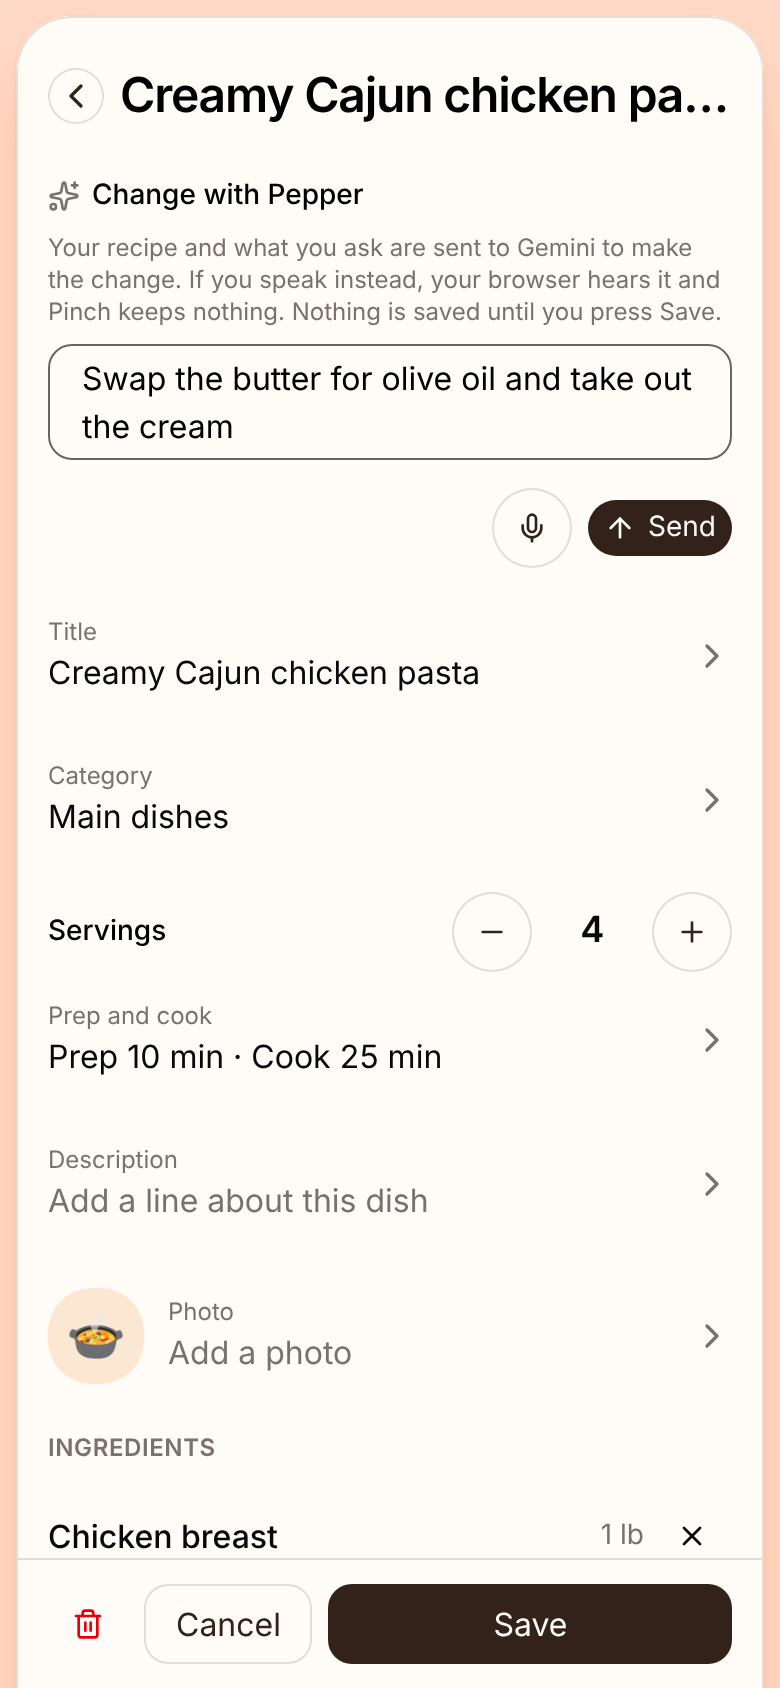 Creamy Cajun chicken pa...
Change with Pepper
Your recipe and what you ask are sent to Gemini to make
the change. If you speak instead, your browser hears it and
Pinch keeps nothing. Nothing is saved until you press Save.
Swap the butter for olive oil and take out
the cream
Send
Title
Creamy Cajun chicken pasta
Category
Main dishes
Servings
4
Prep and cook
Prep 10 min · Cook 25 min
Description
Add a line about this dish
Photo
Add a photo
INGREDIENTS
Chicken breast 1 lb
Cancel Save